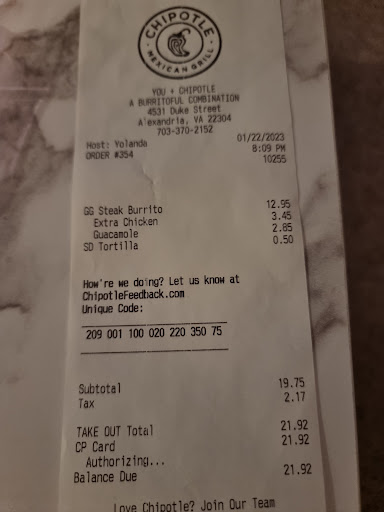 CHIPOTLE
MEXICAN GRILL
YOU + CHIPOTLE
A BURRITOFUL COMBINATION
4531 Duke Street
Alexandria, VA 22304
703-370-2152
Host: Yolanda 01/22/2023
ORDER #354 8:09 PM
10255
GG Steak Burrito 12.95
Extra Chicken 3.45
Guacamole 2.85
SD Tortilla 0.50
How're we doing? Let us know at
ChipotleFeedback.com
Unique Code:
209 001 100 020 220 350 75
Subtotal 19.75
Tax 2.17
TAKE OUT Total 21.92
CP Card 21.92
Authorizing...
Balance Due 21.92
Love Chipotle? Join Our Team